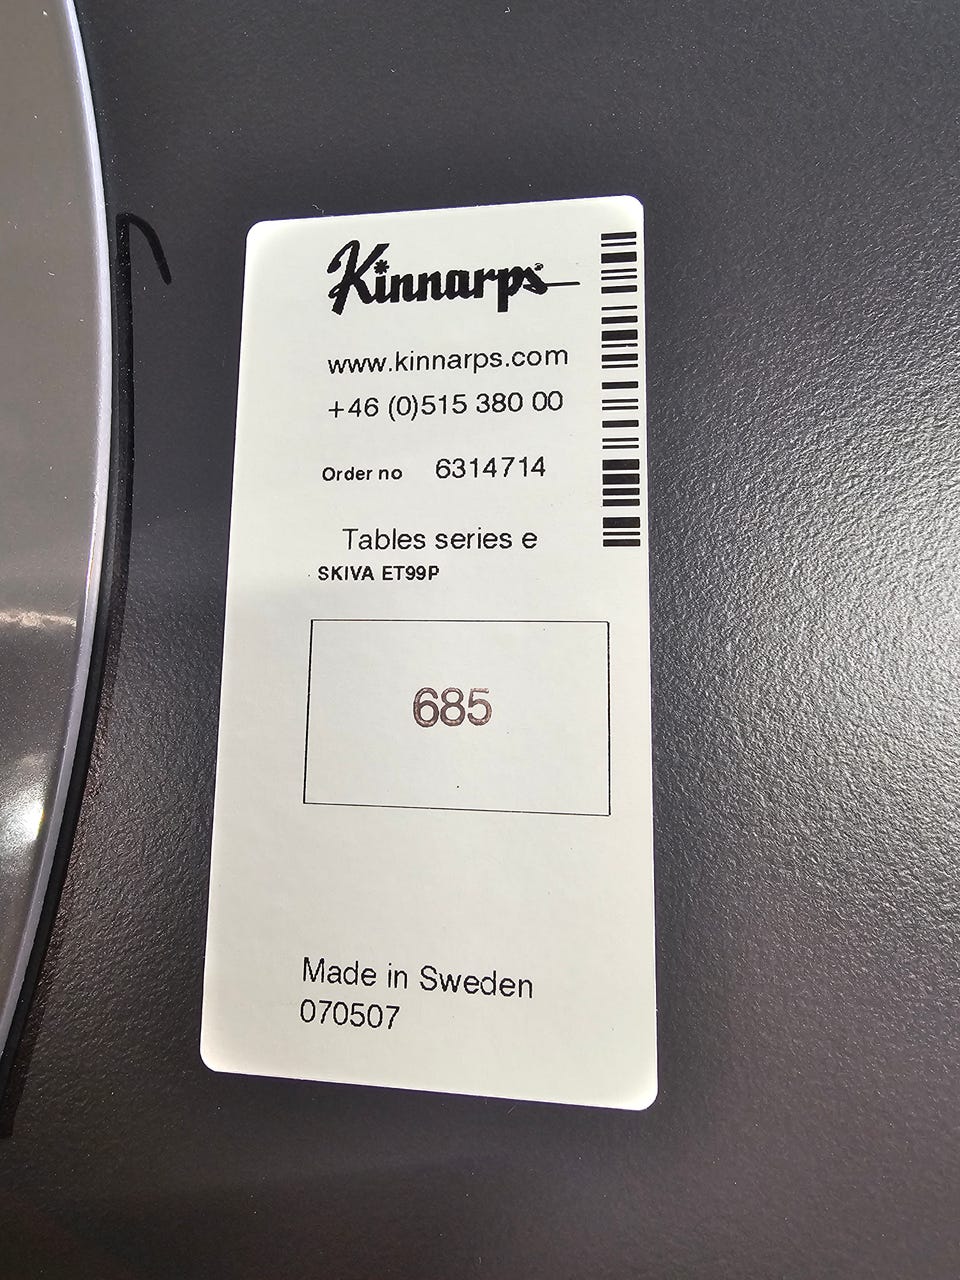 Kinnarps
www.kinnarps.com
+46 (0)515 380 00
Order no 6314714
Tables series e
SKIVA ET99P
685
Made in Sweden
070507